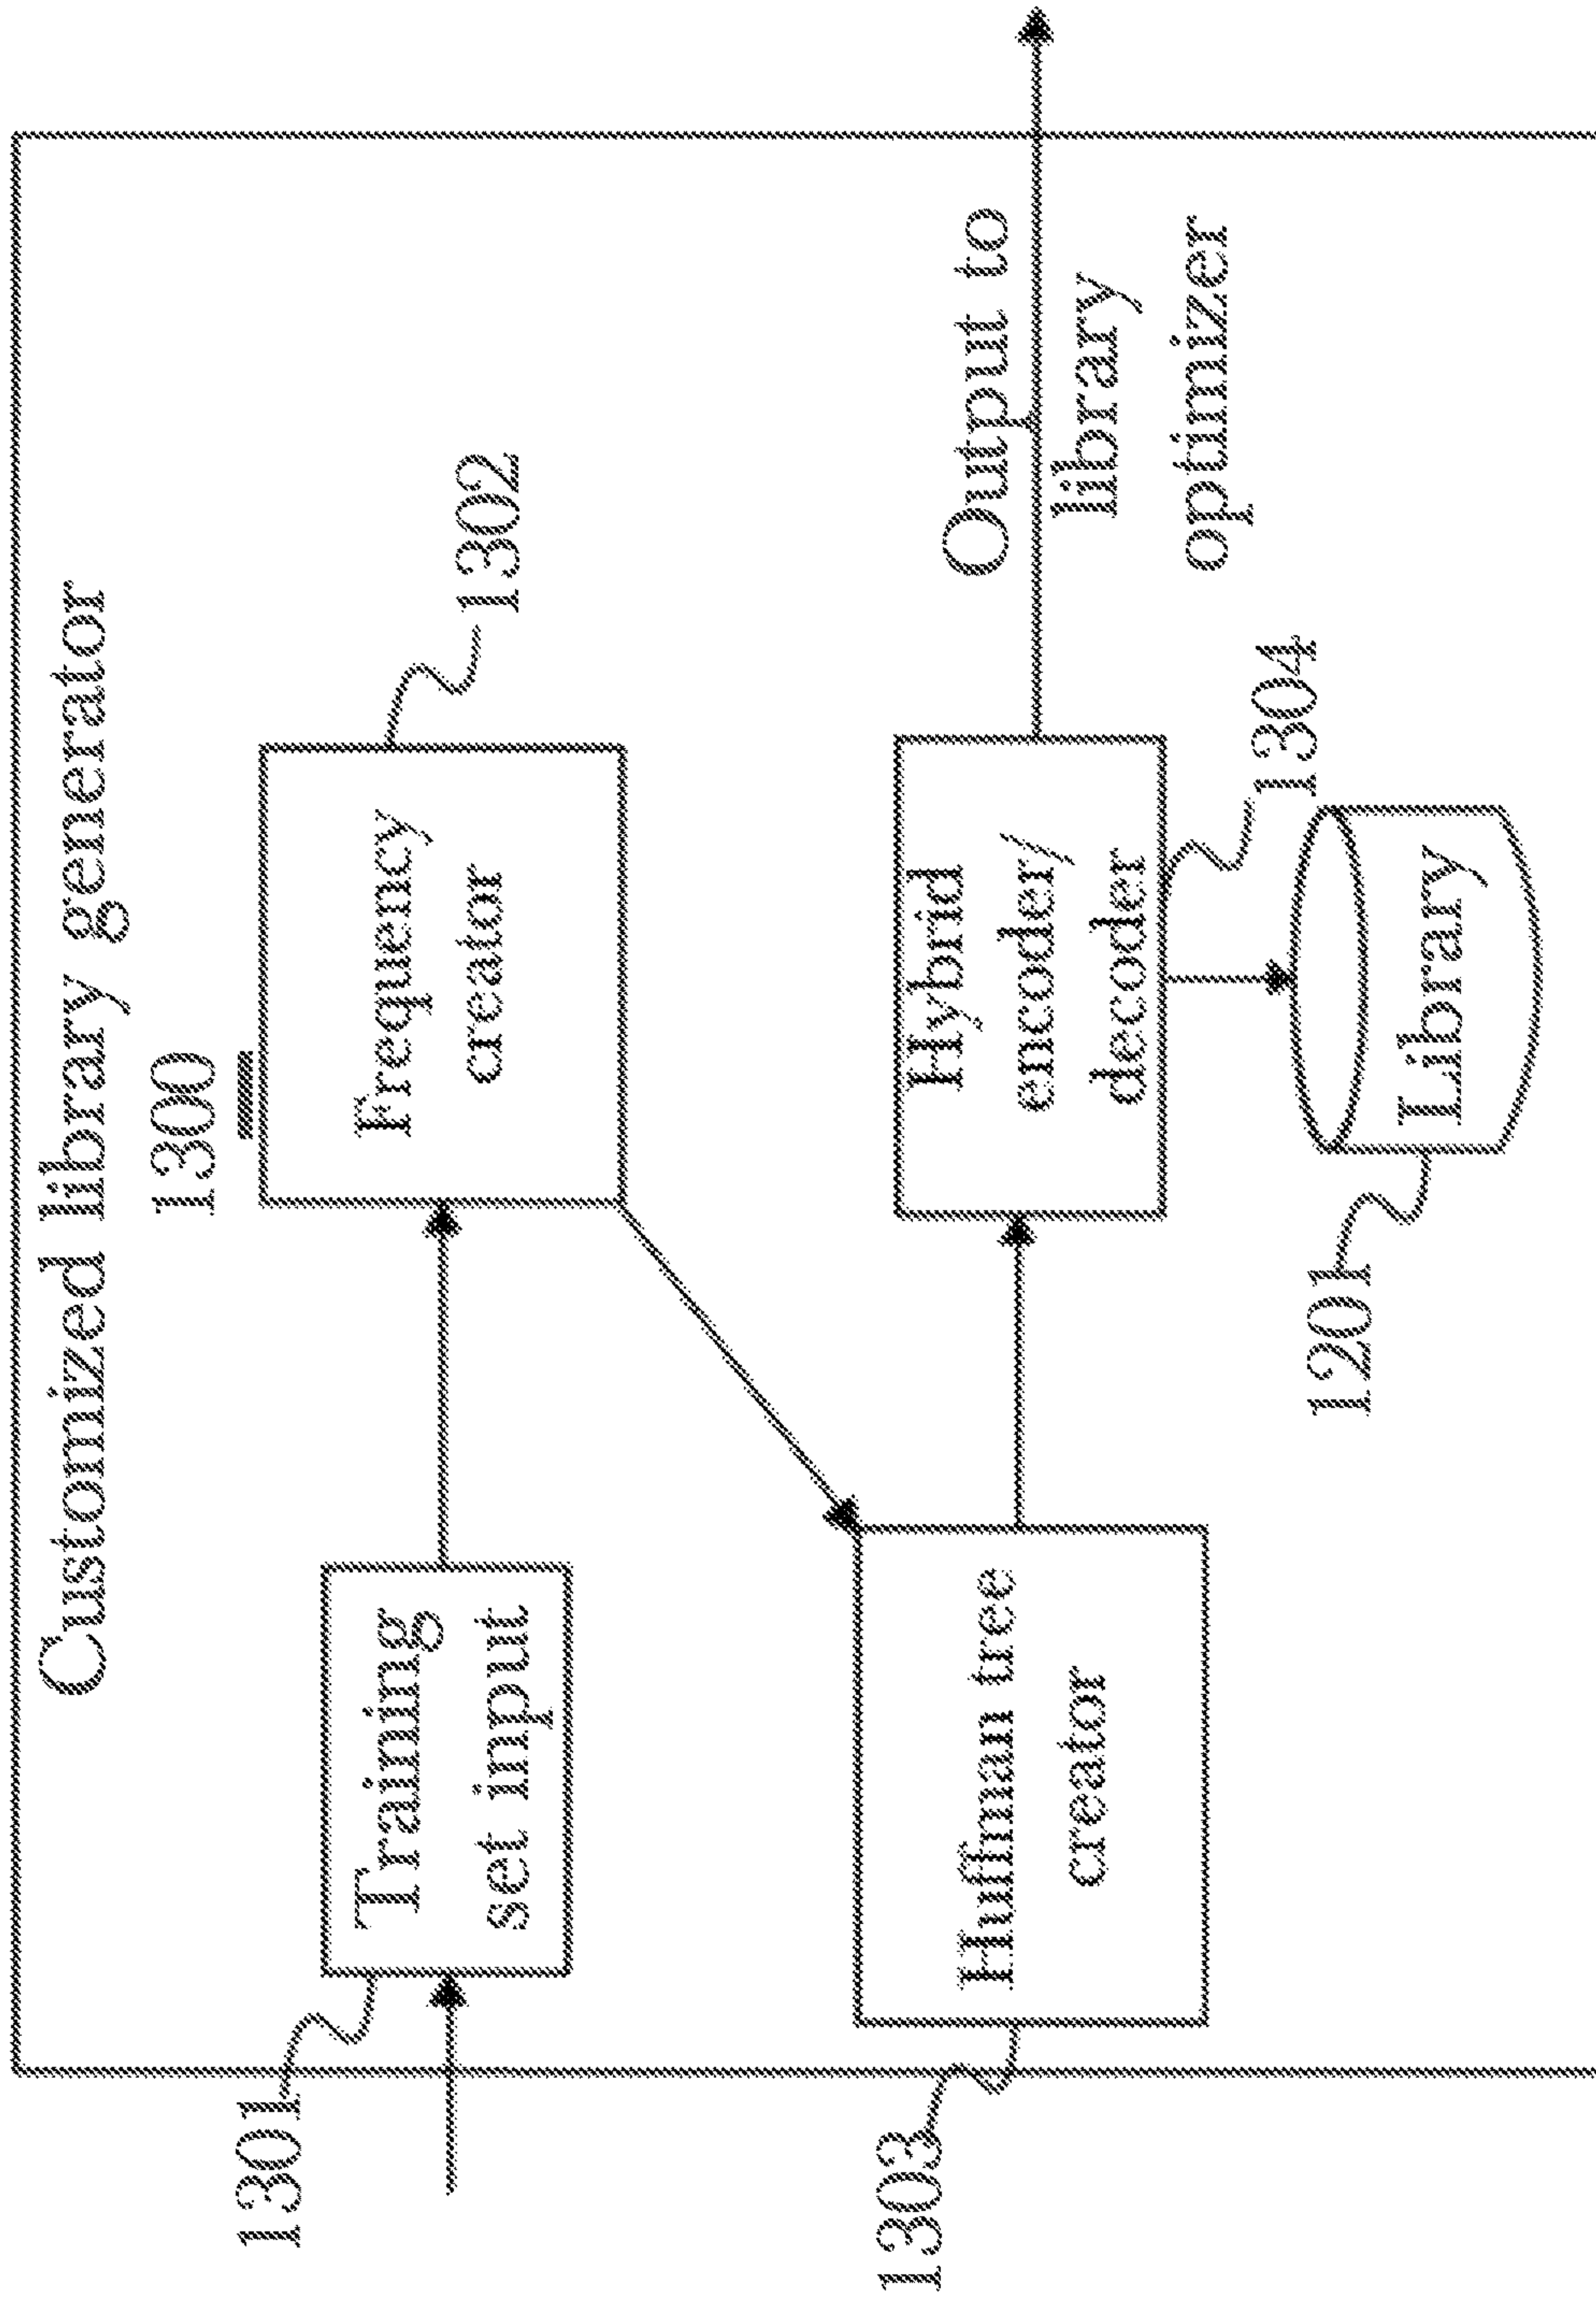 Customized library generator
1300
1301
Training
set input
Frequency
creator
1302
1303
Huffman tree
creator
Hybrid
encoder/
decoder
1304
Output to
library
optimizer
1201
Library